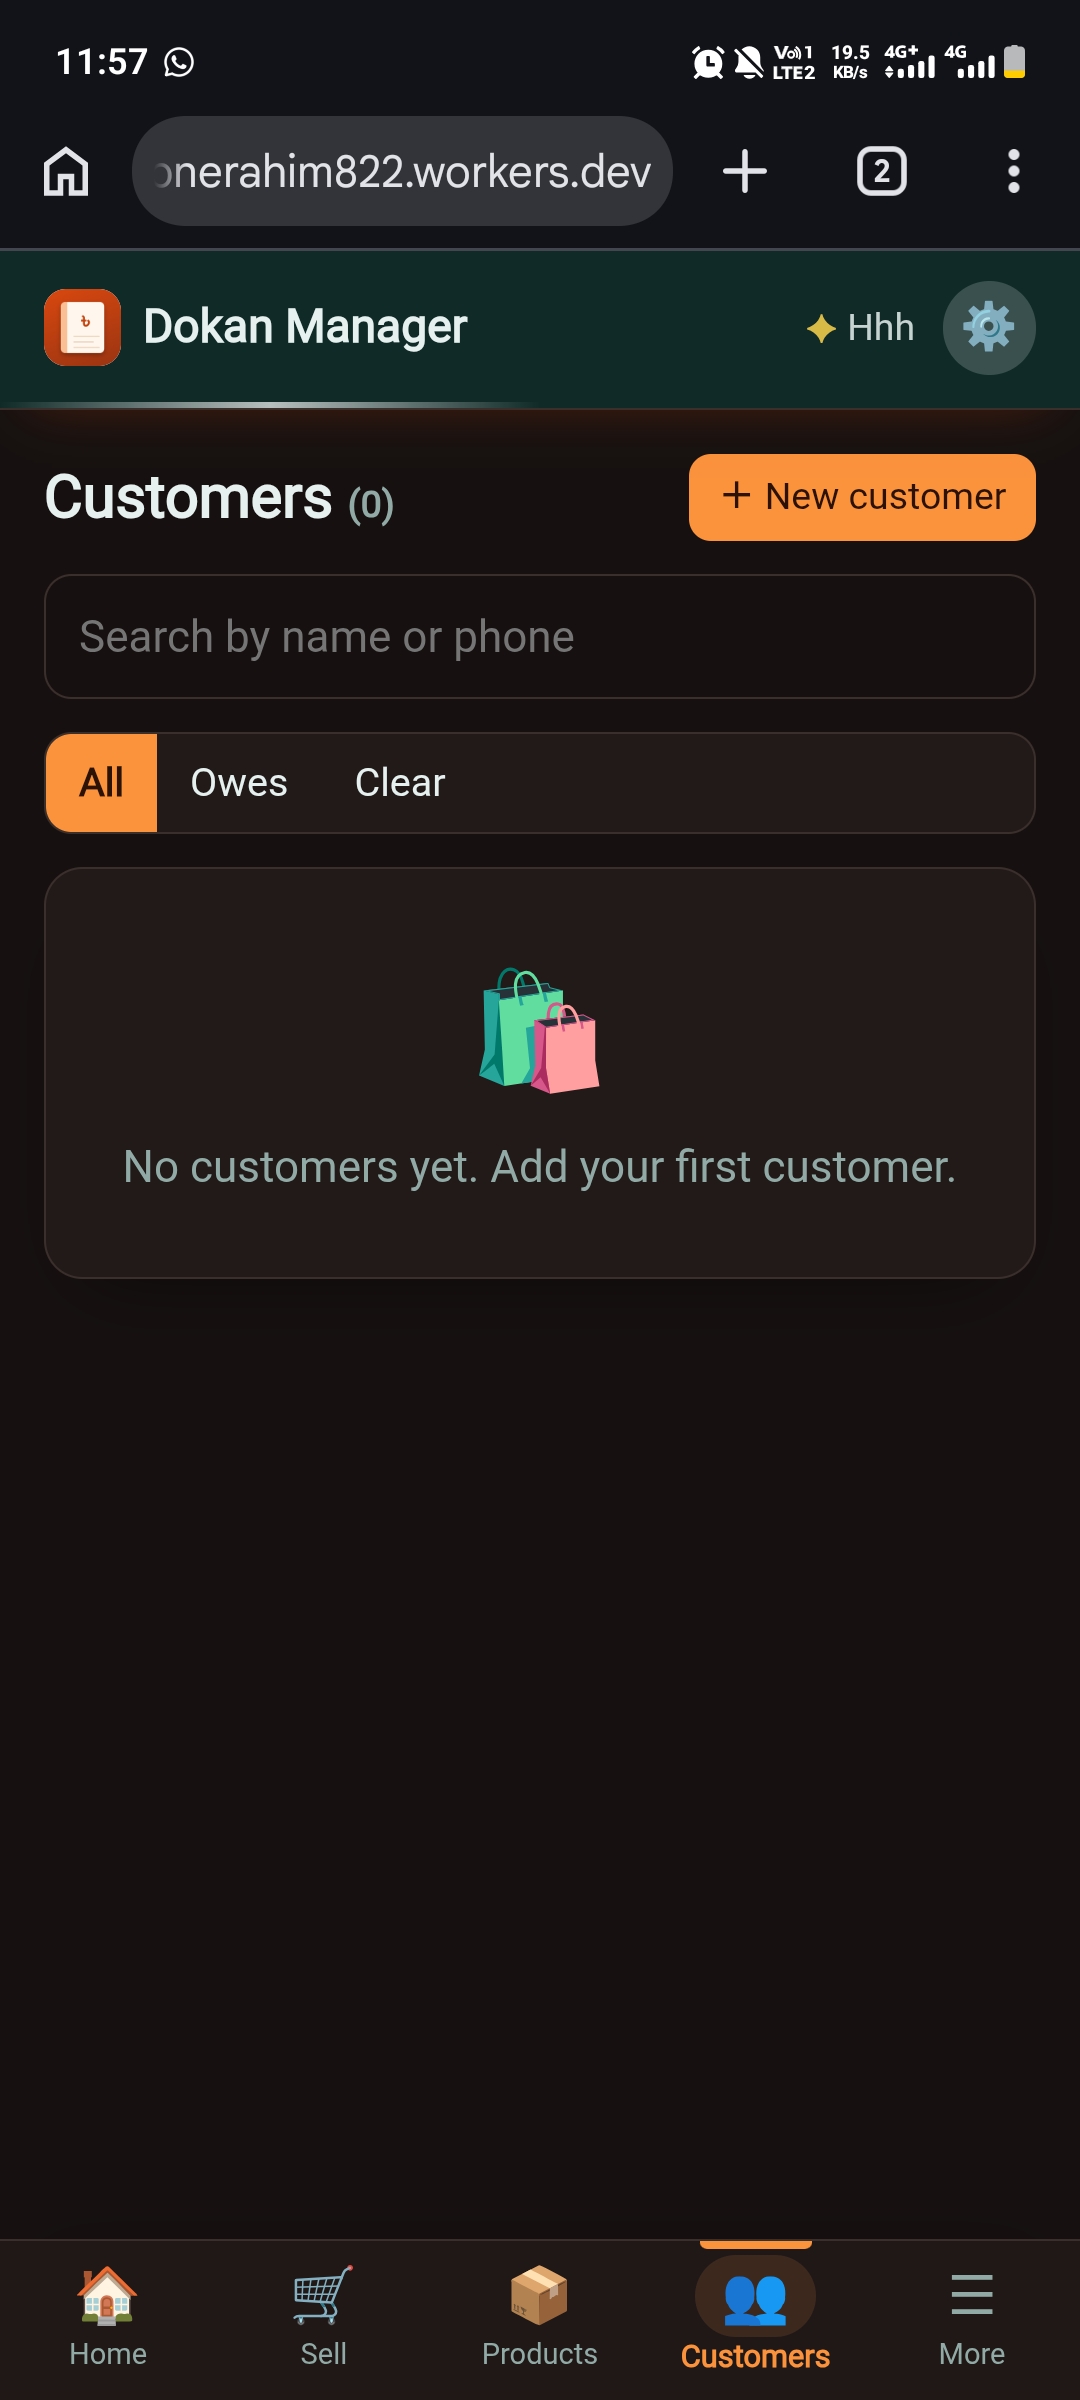 11:57
Vo) 1
LTE2
19.5
KB/s
4G+
4G
nerahim822.workers.dev
2
৳
Dokan Manager
Hhh
Customers (0)
+ New customer
Search by name or phone
All
Owes
Clear
No customers yet. Add your first customer.
Home
Sell
Products
Customers
More